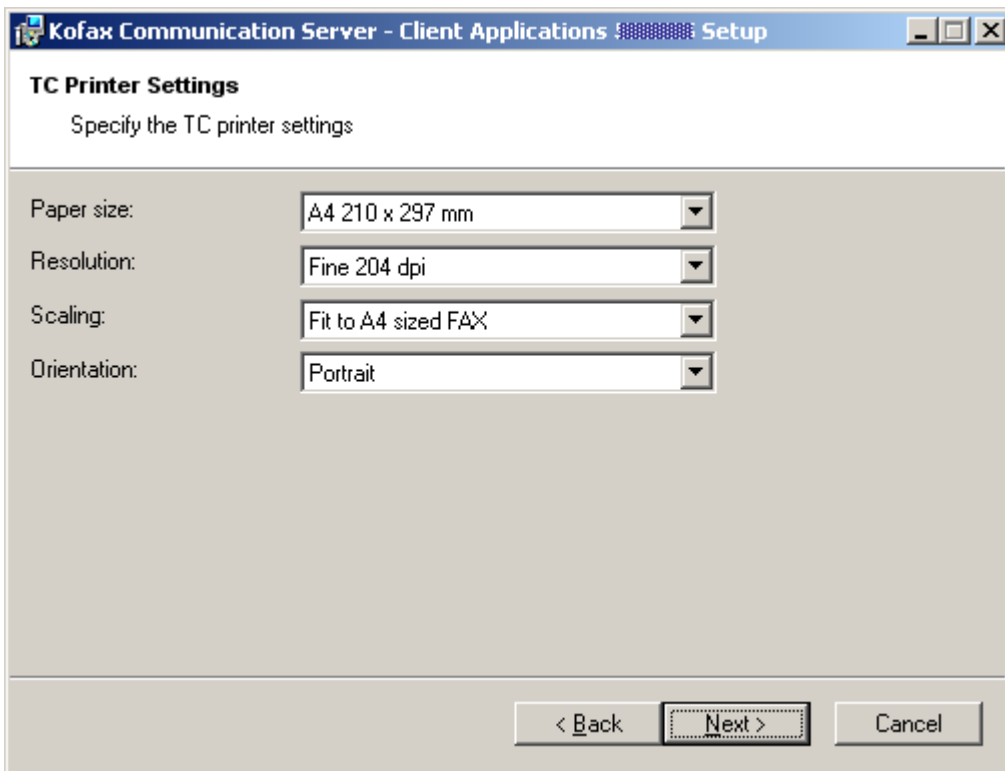 Kofax Communication Server - Client Applications Setup
TC Printer Settings
Specify the TC printer settings
Paper size: A4 210 x 297 mm
Resolution: Fine 204 dpi
Scaling: Fit to A4 sized FAX
Orientation: Portrait
< Back Next > Cancel